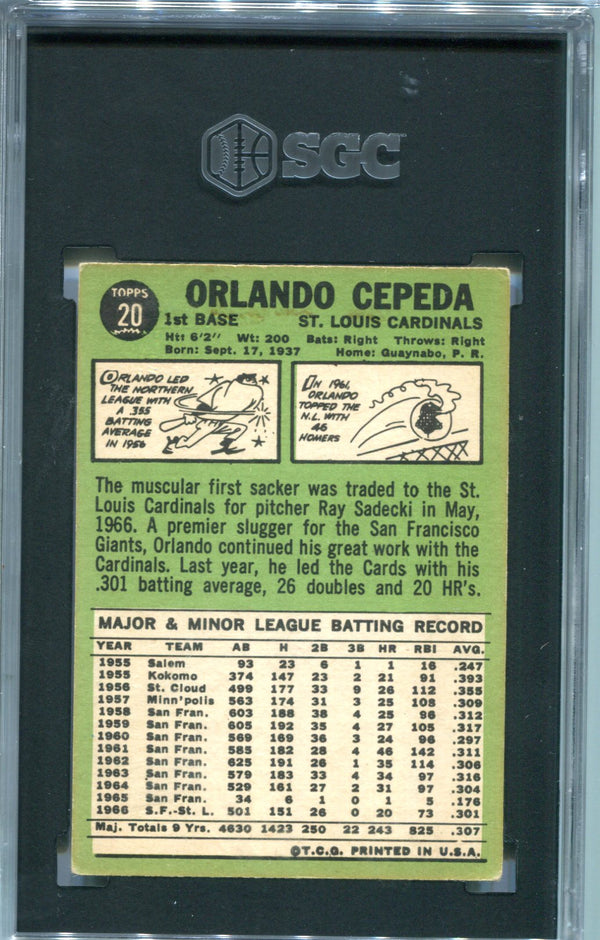 SGC
TOPPS
20
ORLANDO CEPEDA
1st BASE ST. LOUIS CARDINALS
Ht: 6'2" Wt: 200 Bats: Right Throws: Right
Born: Sept. 17, 1937 Home: Guaynabo, P. R.
ORLANDO LED
THE NORTHERN
LEAGUE WITH
A .355
BATTING
AVERAGE
IN 1956
IN 1961,
ORLANDO
TOPPED THE
N.L. WITH
46
HOMERS
The muscular first sacker was traded to the St.
Louis Cardinals for pitcher Ray Sadecki in May,
1966. A premier slugger for the San Francisco
Giants, Orlando continued his great work with the
Cardinals. Last year, he led the Cards with his
.301 batting average, 26 doubles and 20 HR's.
MAJOR & MINOR LEAGUE BATTING RECORD
YEAR TEAM AB H 2B 3B HR RBI AVG.
1955 Salem 93 23 6 1 1 16 .247
1955 Kokomo 374 147 23 2 21 91 .393
1956 St. Cloud 499 177 33 9 26 112 .355
1957 Minn'polis 563 174 31 3 25 108 .309
1958 San Fran. 603 188 38 4 25 96 .312
1959 San Fran. 605 192 35 4 27 105 .317
1960 San Fran. 569 169 36 3 24 96 .297
1961 San Fran. 585 182 28 4 46 142 .311
1962 San Fran. 625 191 26 1 35 114 .306
1963 San Fran. 579 183 33 4 34 97 .316
1964 San Fran. 529 161 27 2 31 97 .304
1965 San Fran. 34 6 1 0 1 5 .176
1966 S.F.-St. L. 501 151 26 0 20 73 .301
Maj. Totals 9 Yrs. 4630 1423 250 22 243 825 .307
©T.C.G. PRINTED IN U.S.A.